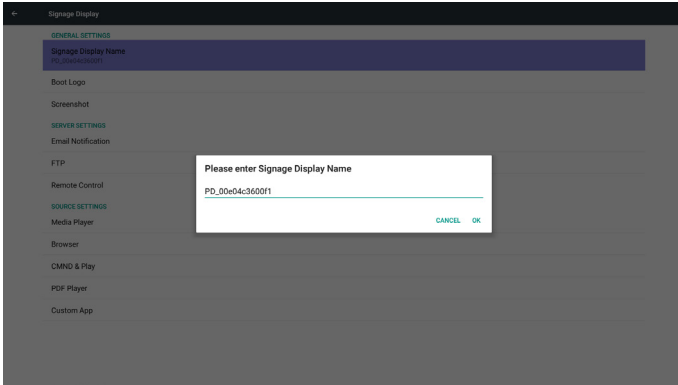 Signage Display
GENERAL SETTINGS
Signage Display Name
PD_00e04c3600f1
Boot Logo
Screenshot
SERVER SETTINGS
Email Notification
FTP
Remote Control
SOURCE SETTINGS
Media Player
Browser
CMND & Play
PDF Player
Custom App
Please enter Signage Display Name
PD_00e04c3600f1
CANCEL OK